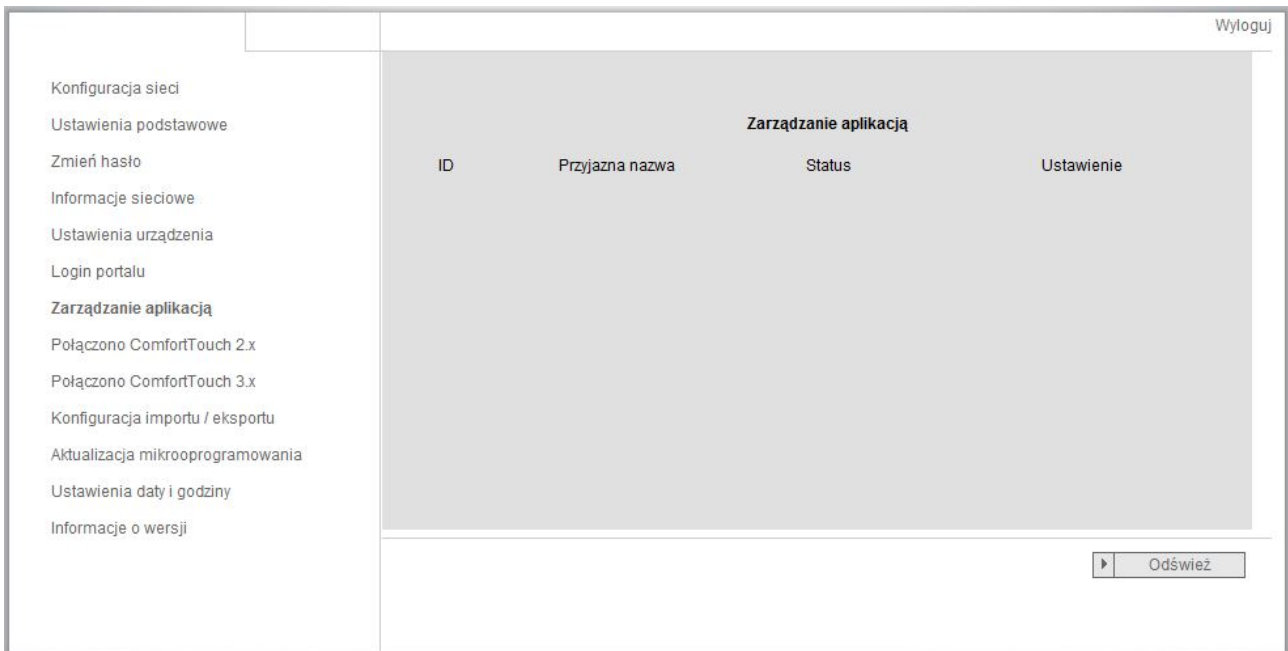 Wyloguj
Konfiguracja sieci
Ustawienia podstawowe
Zmień hasło
Informacje sieciowe
Ustawienia urządzenia
Login portalu
Zarządzanie aplikacją
Połączono ComfortTouch 2.x
Połączono ComfortTouch 3.x
Konfiguracja importu / eksportu
Aktualizacja mikrooprogramowania
Ustawienia daty i godziny
Informacje o wersji
Zarządzanie aplikacją
ID Przyjazna nazwa Status Ustawienie
Odśwież